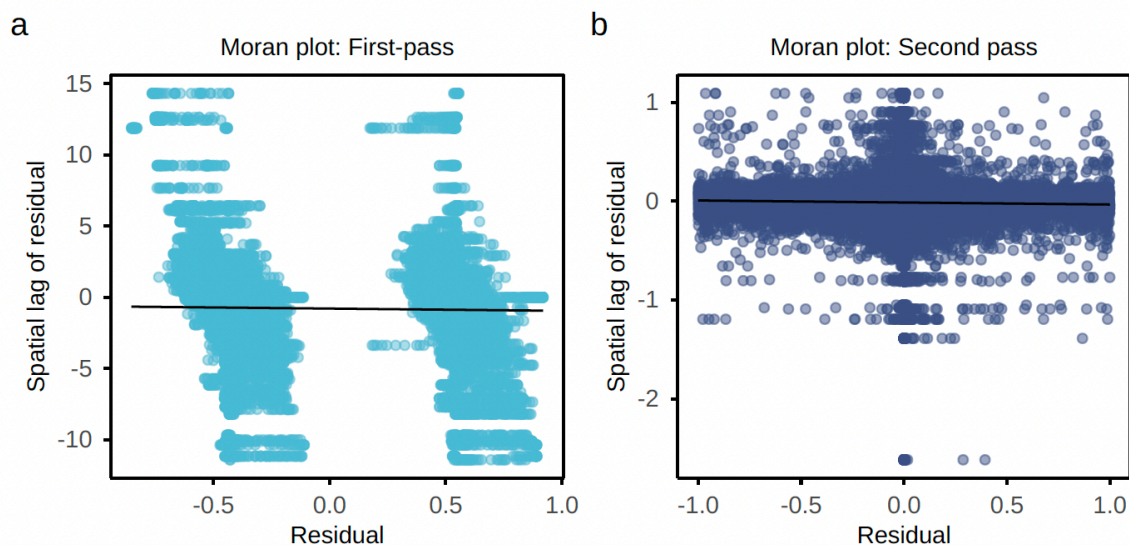 a
Moran plot: First-pass
Spatial lag of residual
15
10
5
0
-5
-10
-0.5
0.0
0.5
1.0
Residual
b
Moran plot: Second pass
Spatial lag of residual
1
0
-1
-2
-1.0
-0.5
0.0
0.5
1.0
Residual